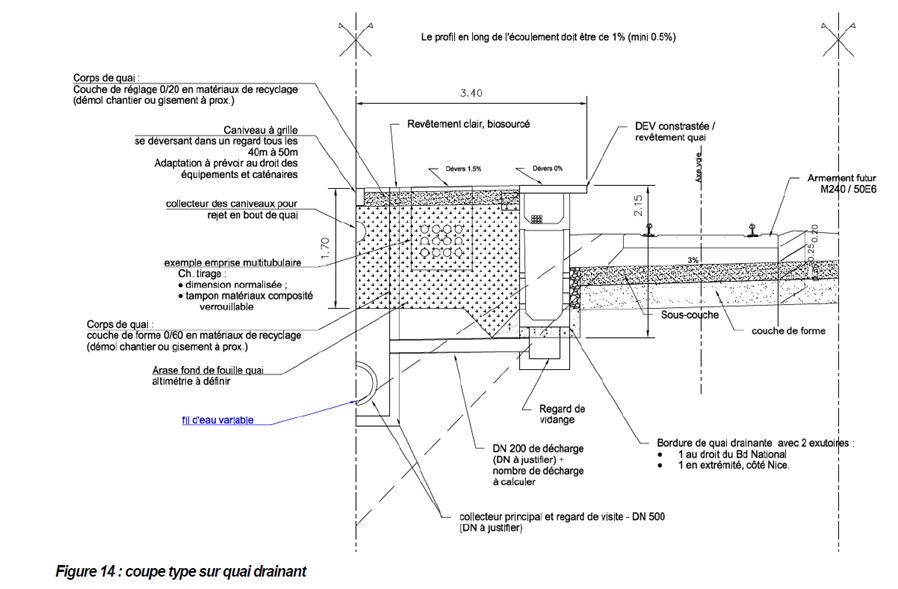 Le profil en long de l'écoulement doit être de 1% (mini 0.5%)
Corps de quai :
Couche de réglage 0/20 en matériaux de recyclage
(démol chantier ou gisement à prox.)
3.40
Revêtement clair, biosourcé
DEV constrastée /
revêtement quai
Caniveau à grille
se déversant dans un regard tous les
40m à 50m
Adaptation à prévoir au droit des
équipements et caténaires
Dévers 1.5%
Dévers 0%
Axe voie
Armement futur
M240 / 50E6
collecteur des caniveaux pour
rejet en bout de quai
1.70
2.15
0.20
0.25
3%
exemple emprise multitubulaire
Ch. tirage :
• dimension normalisée ;
• tampon matériaux composité
verrouillable
Sous-couche
couche de forme
Corps de quai :
couche de forme 0/60 en matériaux de recyclage
(démol chantier ou gisement à prox.)
Arase fond de fouille quai
altimétrie à définir
fil d'eau variable
Regard de
vidange
DN 200 de décharge
(DN à justifier) +
nombre de décharge
à calculer
Bordure de quai drainante avec 2 exutoires :
• 1 au droit du Bd National
• 1 en extrémité, côté Nice.
collecteur principal et regard de visite - DN 500
(DN à justifier)
Figure 14 : coupe type sur quai drainant